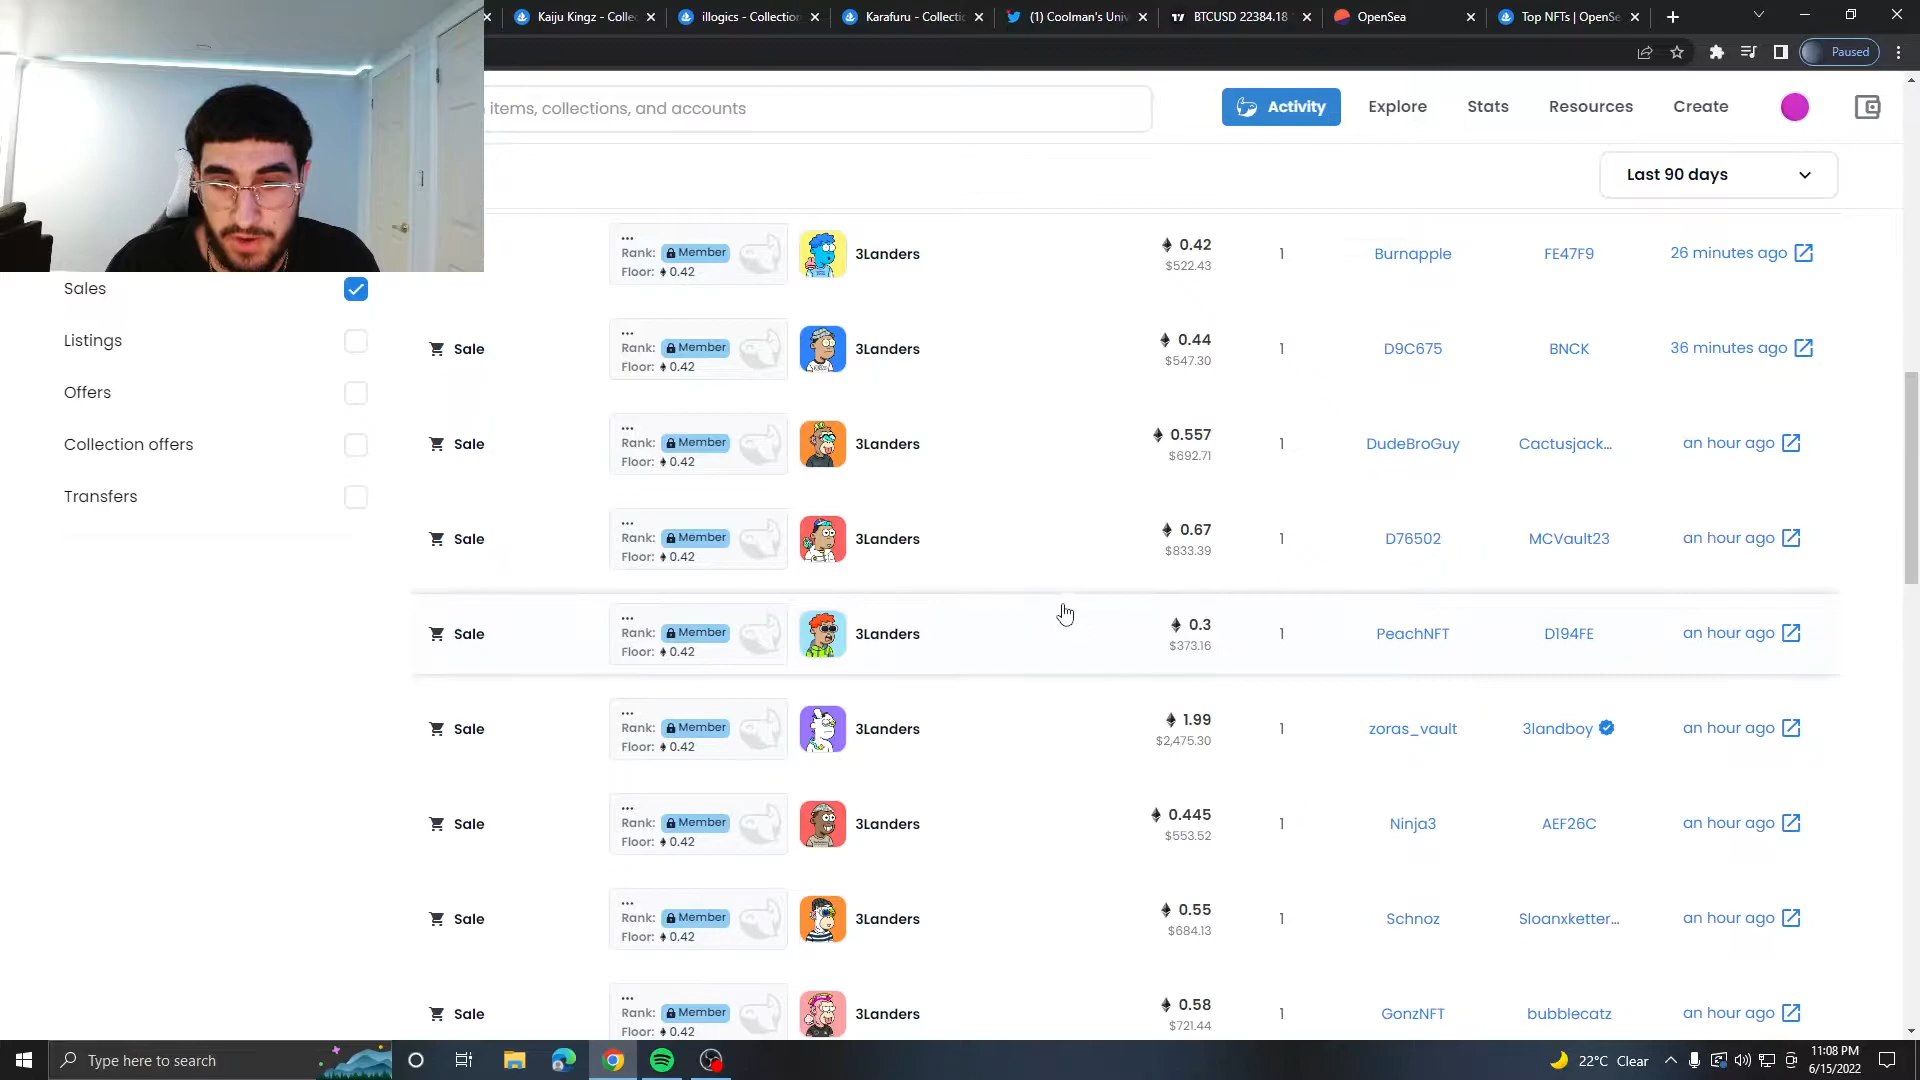 Kaiju Kingz - Collec
illogics - Collection
Karafuru - Collectic
(1) Coolman's Univ
BTCUSD 22384.18
OpenSea
Top NFTs | OpenSe
Paused
items, collections, and accounts
Activity
Explore
Stats
Resources
Create
Last 90 days
Sales
Listings
Offers
Collection offers
Transfers
... Rank: Member Floor: 0.42 3Landers 0.42 $522.43 1 Burnapple FE47F9 26 minutes ago
Sale ... Rank: Member Floor: 0.42 3Landers 0.44 $547.30 1 D9C675 BNCK 36 minutes ago
Sale ... Rank: Member Floor: 0.42 3Landers 0.557 $692.71 1 DudeBroGuy Cactusjack... an hour ago
Sale ... Rank: Member Floor: 0.42 3Landers 0.67 $833.39 1 D76502 MCVault23 an hour ago
Sale ... Rank: Member Floor: 0.42 3Landers 0.3 $373.16 1 PeachNFT D194FE an hour ago
Sale ... Rank: Member Floor: 0.42 3Landers 1.99 $2,475.30 1 zoras_vault 3landboy an hour ago
Sale ... Rank: Member Floor: 0.42 3Landers 0.445 $553.52 1 Ninja3 AEF26C an hour ago
Sale ... Rank: Member Floor: 0.42 3Landers 0.55 $684.13 1 Schnoz Sloanxketter... an hour ago
Sale ... Rank: Member Floor: 0.42 3Landers 0.58 $721.44 1 GonzNFT bubblecatz an hour ago
Type here to search
22°C Clear
11:08 PM
6/15/2022